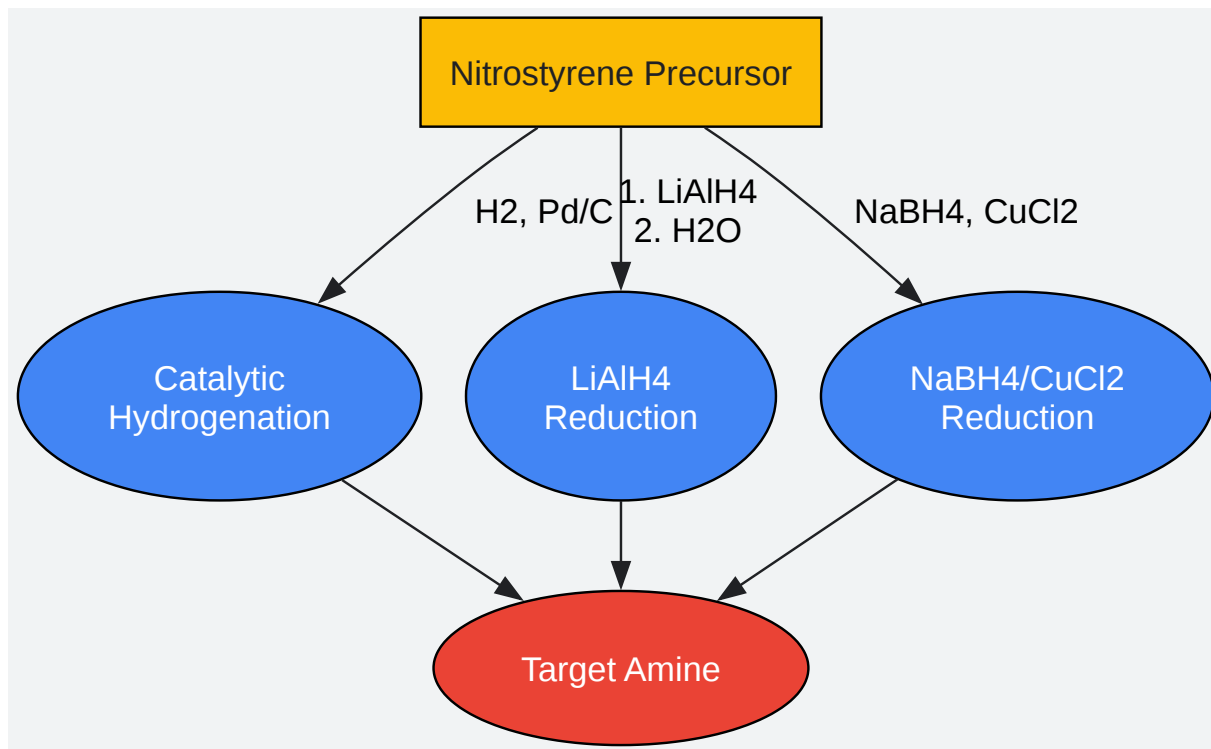 Nitrostyrene Precursor
H2, Pd/C
1. LiAlH4
2. H2O
NaBH4, CuCl2
Catalytic
Hydrogenation
LiAlH4
Reduction
NaBH4/CuCl2
Reduction
Target Amine